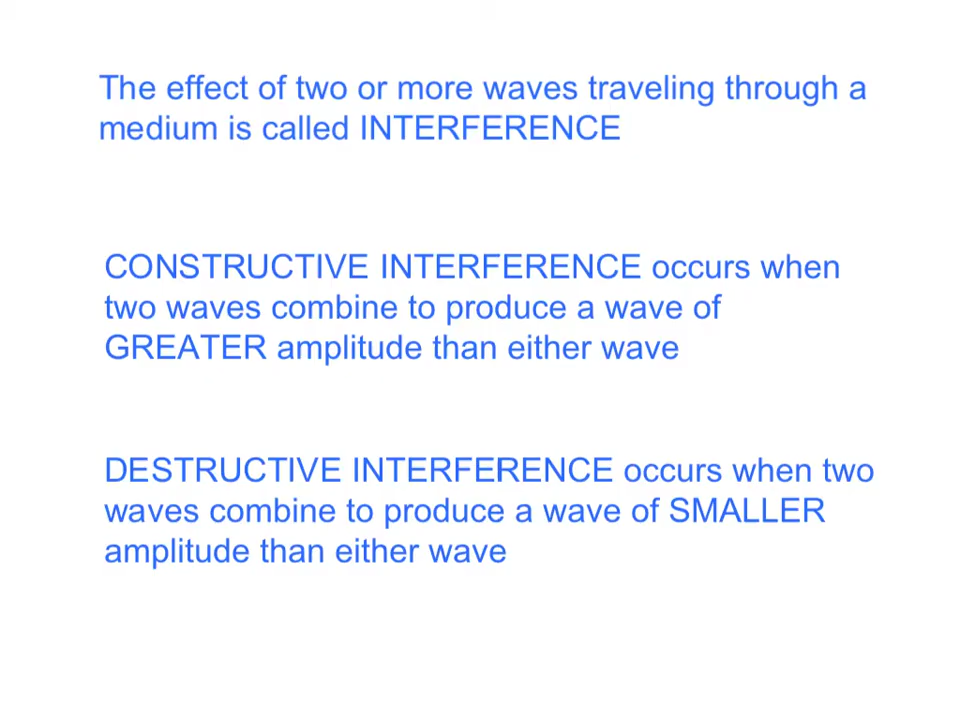 The effect of two or more waves traveling through a
medium is called INTERFERENCE
CONSTRUCTIVE INTERFERENCE occurs when
two waves combine to produce a wave of
GREATER amplitude than either wave
DESTRUCTIVE INTERFERENCE occurs when two
waves combine to produce a wave of SMALLER
amplitude than either wave